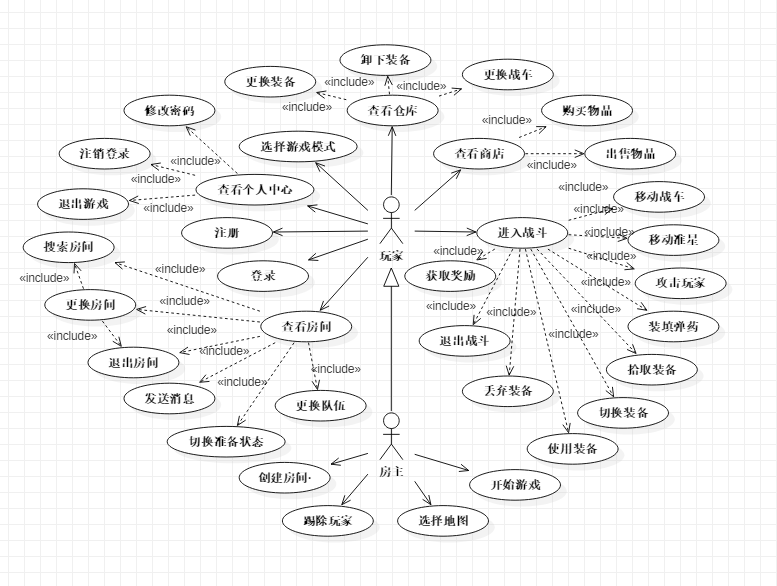 卸下装备
更换装备
«include»
«include»
更换战车
«include»
修改密码
查看仓库
购买物品
«include»
注销登录
选择游戏模式
查看商店
出售物品
«include»
«include»
«include»
查看个人中心
«include»
移动战车
退出游戏
«include»
«include»
注册
进入战斗
«include»
移动准星
搜索房间
玩家
«include»
«include»
«include»
登录
获取奖励
攻击玩家
«include»
«include»
更换房间
«include»
«include»
«include»
«include»
查看房间
装填弹药
«include»
«include»
«include»
退出战斗
«include»
退出房间
«include»
拾取装备
«include»
发送消息
丢弃装备
更换队伍
切换装备
房主
切换准备状态
使用装备
创建房间·
开始游戏
踢除玩家
选择地图